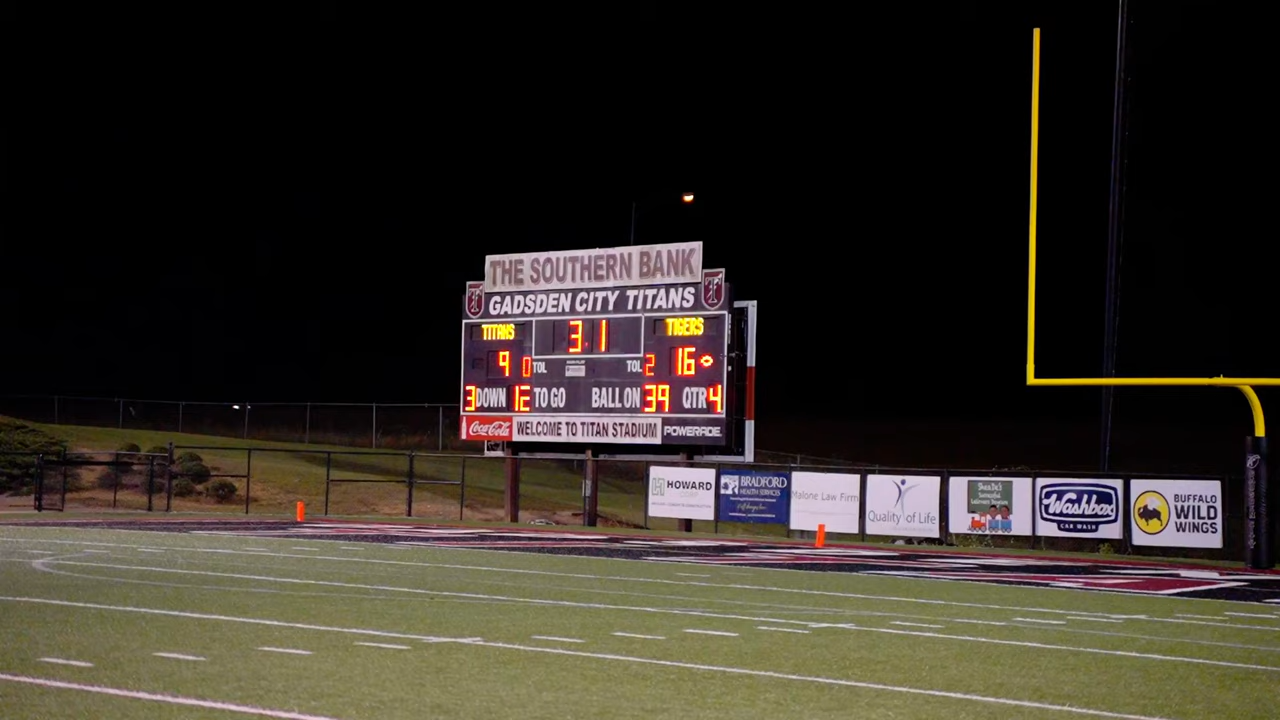 THE SOUTHERN BANK
GADSDEN CITY TITANS
TITANS 3.1 TIGERS
9 0 TOL TOL 2 16
3 DOWN 12 TO GO BALL ON 39 QTR 4
Coca-Cola WELCOME TO TITAN STADIUM POWERADE
HOWARD
CORP
BRADFORD
HEALTH SERVICES
Malone Law Firm
Quality of Life
Washbox
CAR WASH
BUFFALO
WILD
WINGS